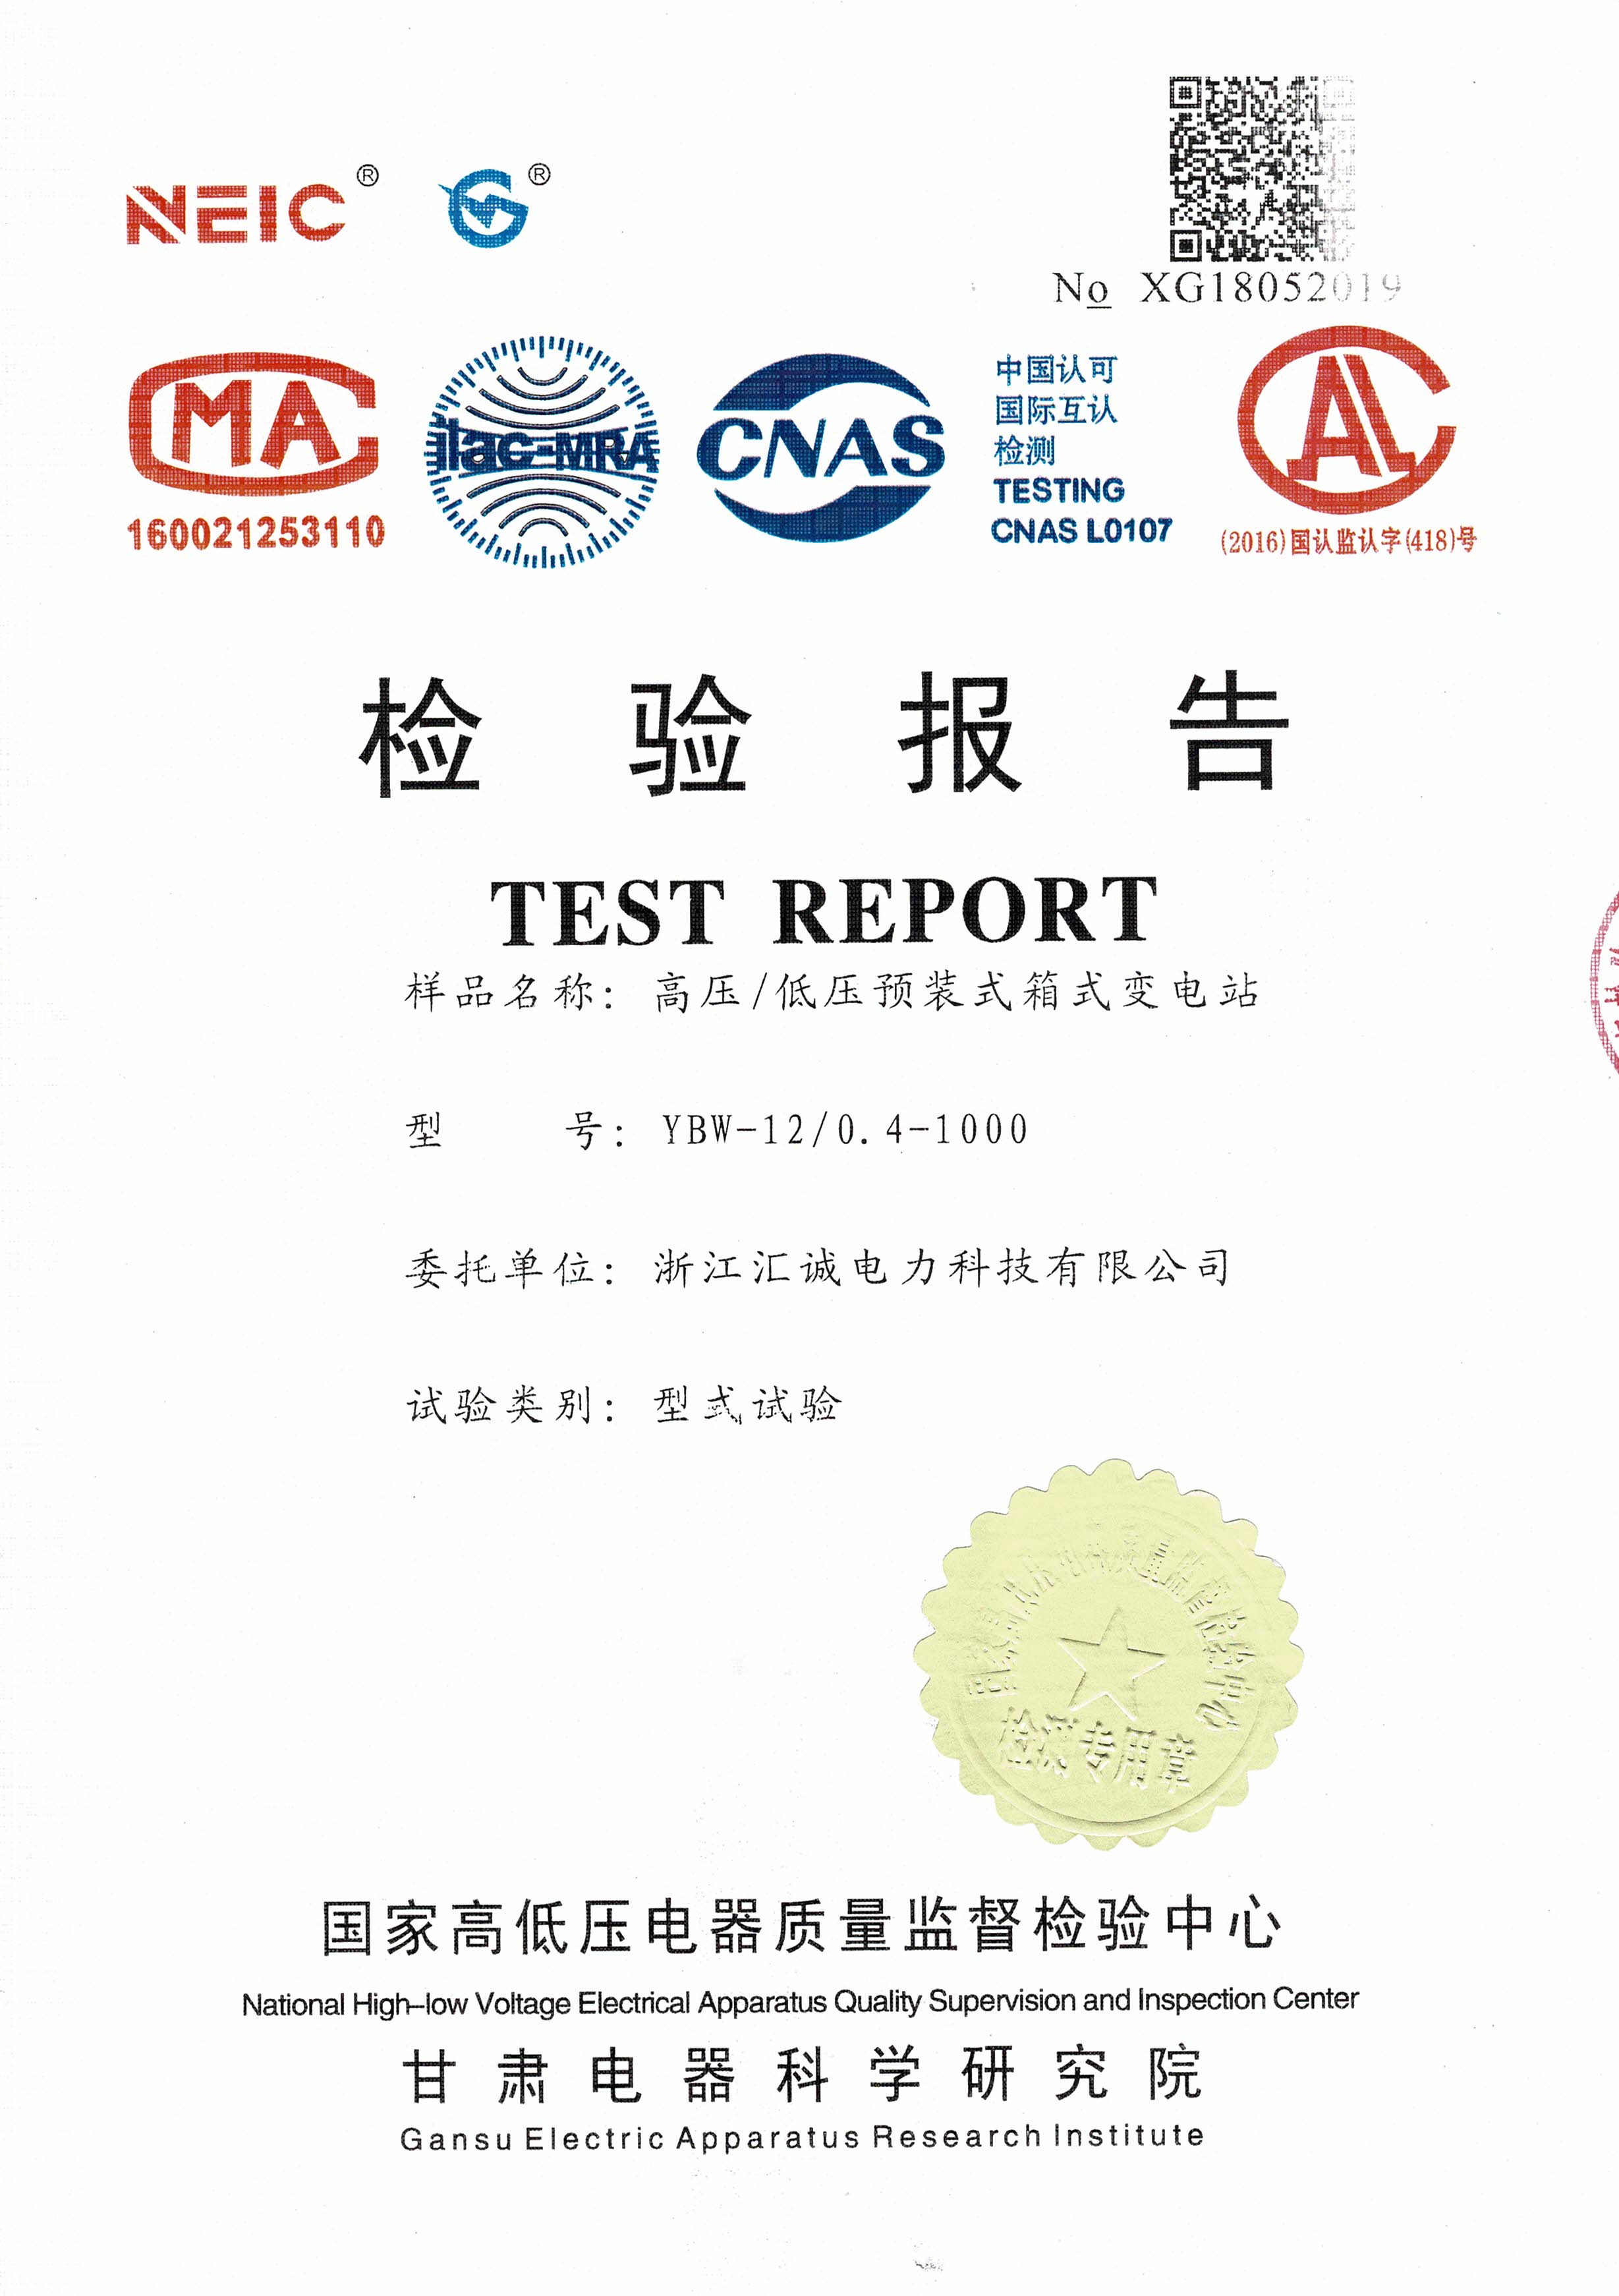 NEIC ® ®
No XG18052019
MA
ilac-MRA
CNAS
中国认可
国际互认
检测
TESTING
CNAS L0107
AL
160021253110
(2016)国认监认字(418)号
检验报告
TEST REPORT
样品名称: 高压/低压预装式箱式变电站
型 号: YBW-12/0.4-1000
委托单位: 浙江汇诚电力科技有限公司
试验类别: 型式试验
国家高低压电器质量监督检验中心
检测专用章
国家高低压电器质量监督检验中心
National High-low Voltage Electrical Apparatus Quality Supervision and Inspection Center
甘肃电器科学研究院
Gansu Electric Apparatus Research Institute